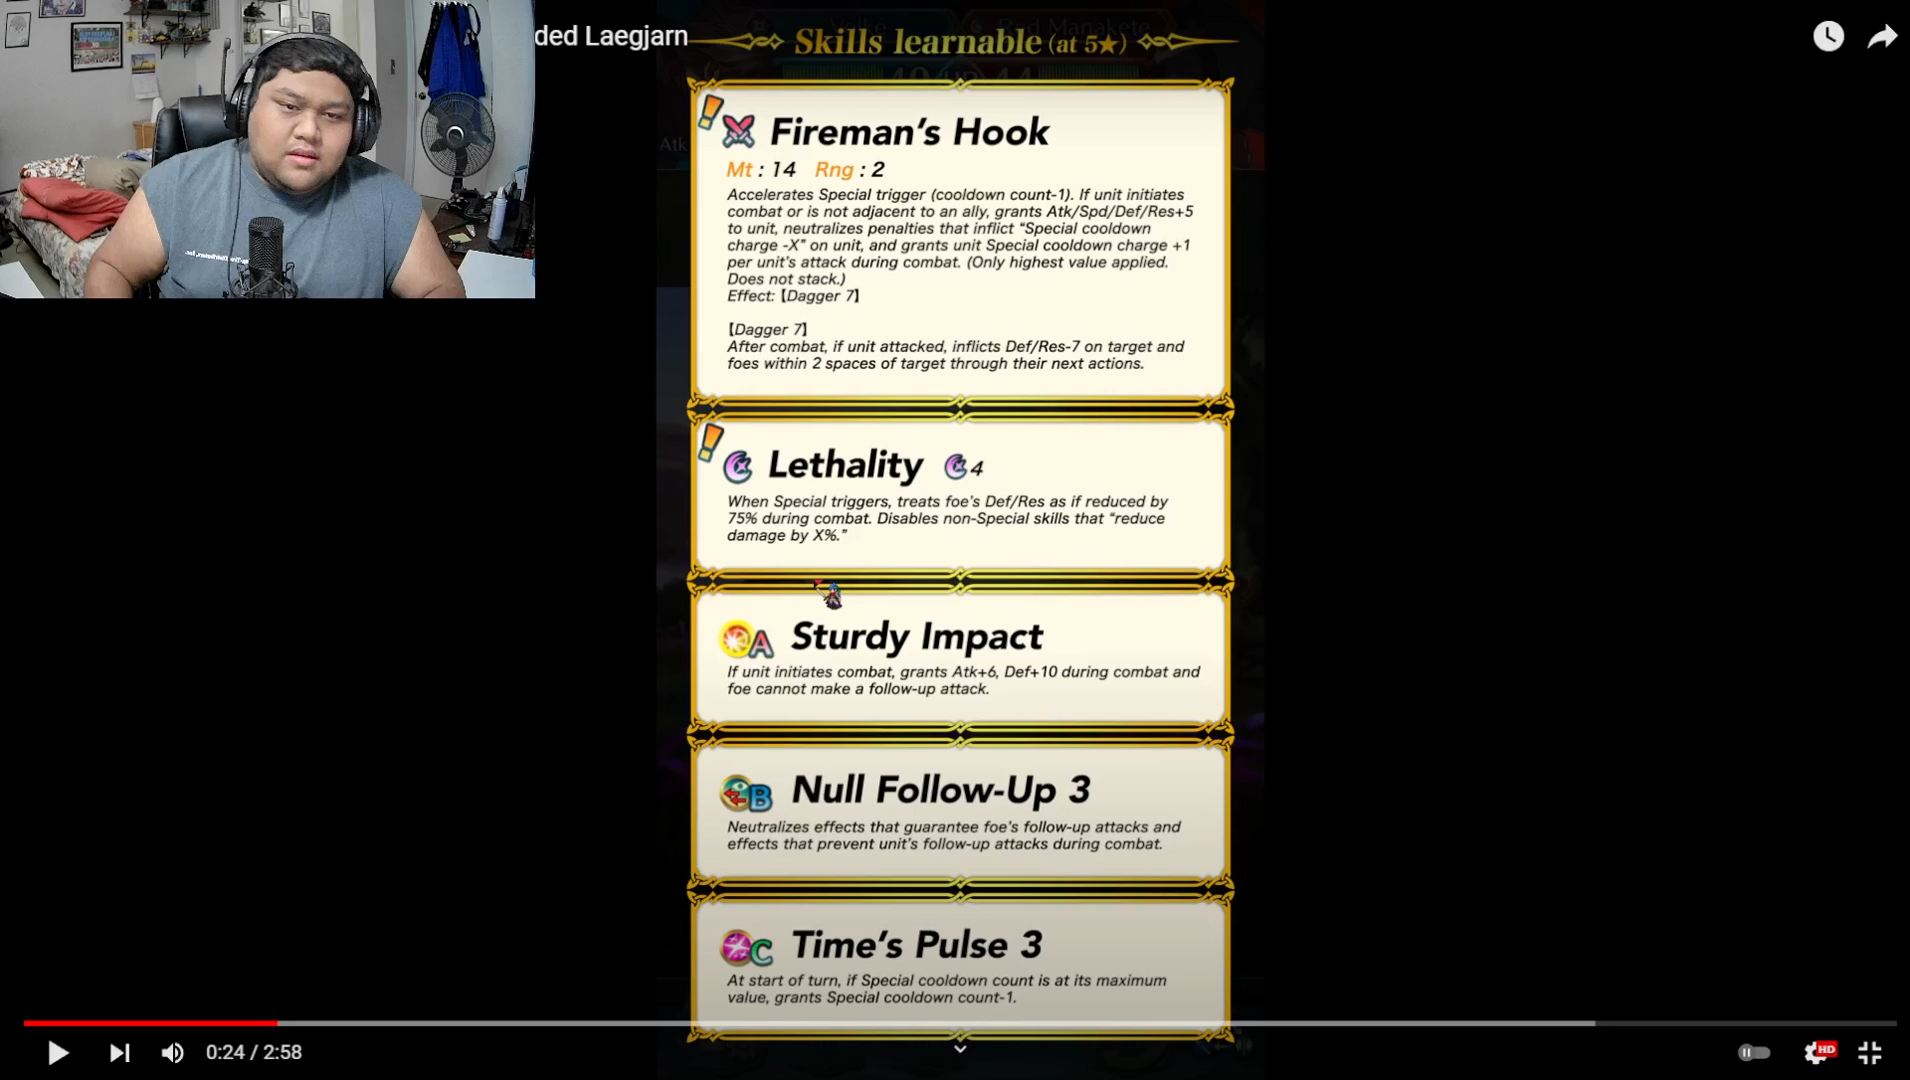 ded Laegjarn
Volke
Red Manakete
Skills learnable (at 5★)
Atk
Fireman's Hook
Mt : 14 Rng : 2
Accelerates Special trigger (cooldown count-1). If unit initiates
combat or is not adjacent to an ally, grants Atk/Spd/Def/Res+5
to unit, neutralizes penalties that inflict "Special cooldown
charge -X" on unit, and grants unit Special cooldown charge +1
per unit's attack during combat. (Only highest value applied.
Does not stack.)
Effect:【Dagger 7】
【Dagger 7】
After combat, if unit attacked, inflicts Def/Res-7 on target and
foes within 2 spaces of target through their next actions.
Lethality 4
When Special triggers, treats foe's Def/Res as if reduced by
75% during combat. Disables non-Special skills that "reduce
damage by X%."
A Sturdy Impact
If unit initiates combat, grants Atk+6, Def+10 during combat and
foe cannot make a follow-up attack.
B Null Follow-Up 3
Neutralizes effects that guarantee foe's follow-up attacks and
effects that prevent unit's follow-up attacks during combat.
C Time's Pulse 3
At start of turn, if Special cooldown count is at its maximum
value, grants Special cooldown count-1.
0:24 / 2:58
HD